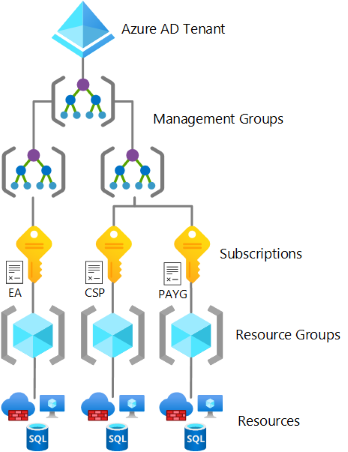 Azure AD Tenant
Management Groups
Subscriptions
EA
CSP
PAYG
Resource Groups
Resources
SQL
SQL
SQL